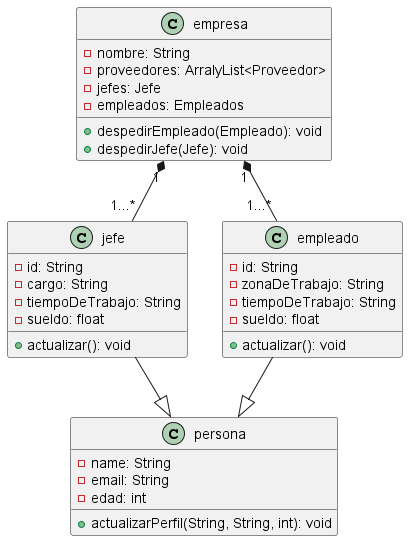 C empresa
nombre: String
proveedores: ArralyList<Proveedor>
jefes: Jefe
empleados: Empleados
despedirEmpleado(Empleado): void
despedirJefe(Jefe): void
1 1
1...* 1...*
C jefe
id: String
cargo: String
tiempoDeTrabajo: String
sueldo: float
actualizar(): void
C empleado
id: String
zonaDeTrabajo: String
tiempoDeTrabajo: String
sueldo: float
actualizar(): void
C persona
name: String
email: String
edad: int
actualizarPerfil(String, String, int): void